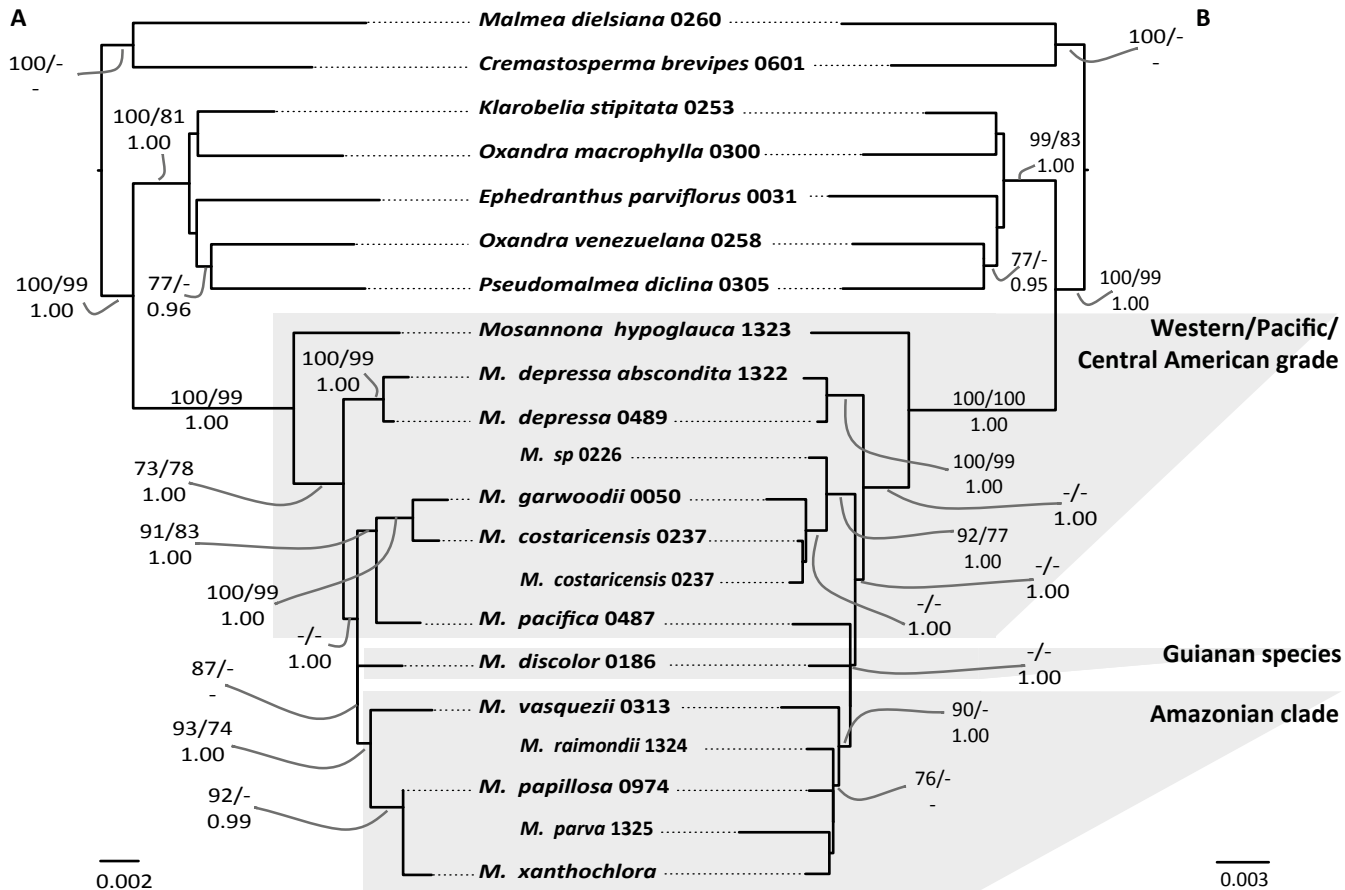 A
B
Malmea dielsiana 0260
100/-
-
100/-
-
Cremastosperma brevipes 0601
Klarobelia stipitata 0253
100/81
1.00
99/83
1.00
Oxandra macrophylla 0300
Ephedranthus parviflorus 0031
Oxandra venezuelana 0258
77/-
0.96
77/-
0.95
100/99
1.00
100/99
1.00
Pseudomalmea diclina 0305
Mosannona hypoglauca 1323
Western/Pacific/
Central American grade
100/99
1.00
M. depressa abscondita 1322
100/99
1.00
100/100
1.00
M. depressa 0489
M. sp 0226
73/78
1.00
100/99
1.00
M. garwoodii 0050
-/-
1.00
91/83
1.00
M. costaricensis 0237
92/77
1.00
M. costaricensis 0237
100/99
1.00
-/-
1.00
-/-
1.00
M. pacifica 0487
-/-
1.00
M. discolor 0186
-/-
1.00
Guianan species
87/-
-
M. vasquezii 0313
90/-
1.00
Amazonian clade
93/74
1.00
M. raimondii 1324
M. papillosa 0974
76/-
-
92/-
0.99
M. parva 1325
M. xanthochlora
0.002
0.003